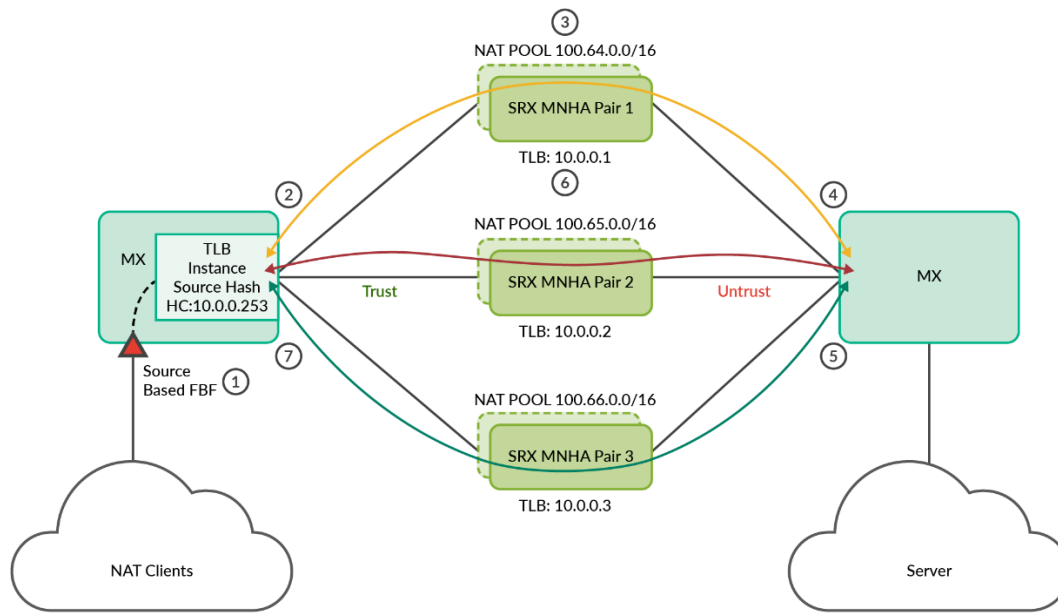 ③
NAT POOL 100.64.0.0/16
SRX MNHA Pair 1
TLB: 10.0.0.1
②
⑥
④
NAT POOL 100.65.0.0/16
MX
TLB
Instance
Source Hash
HC:10.0.0.253
SRX MNHA Pair 2
MX
Trust
Untrust
TLB: 10.0.0.2
⑦
⑤
Source
Based FBF
①
NAT POOL 100.66.0.0/16
SRX MNHA Pair 3
TLB: 10.0.0.3
NAT Clients
Server